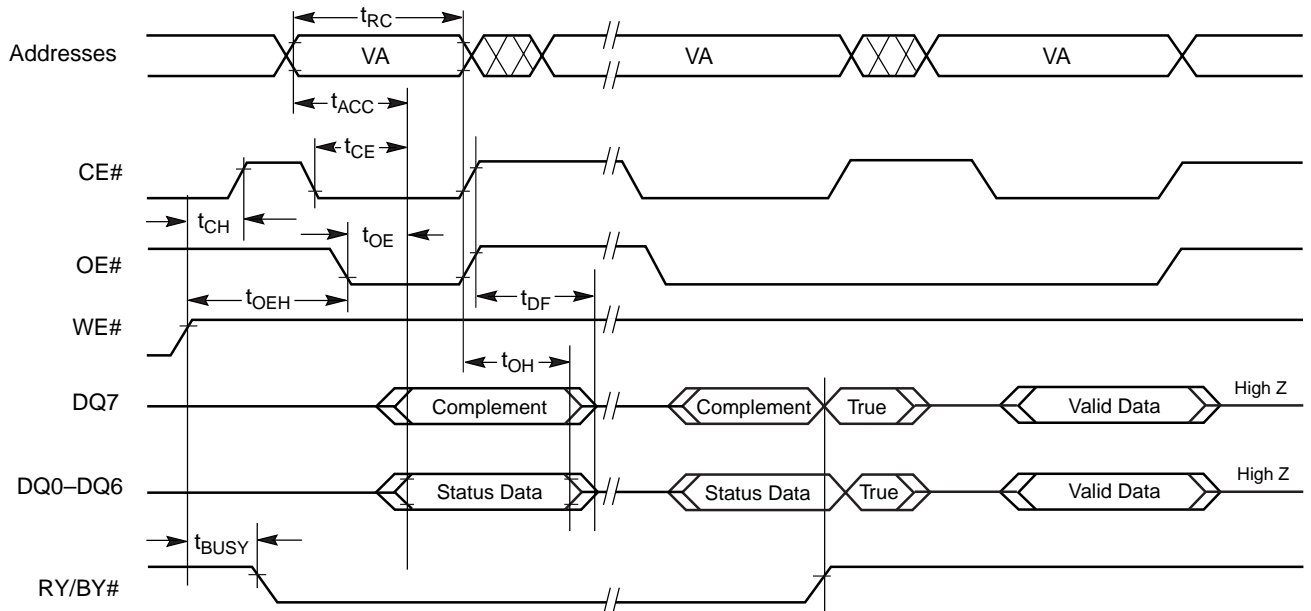 tRC
Addresses VA VA VA
tACC
tCE
CE#
tCH tOE
OE#
tOEH tDF
WE#
tOH
DQ7 Complement Complement True Valid Data High Z
DQ0–DQ6 Status Data Status Data True Valid Data High Z
tBUSY
RY/BY#